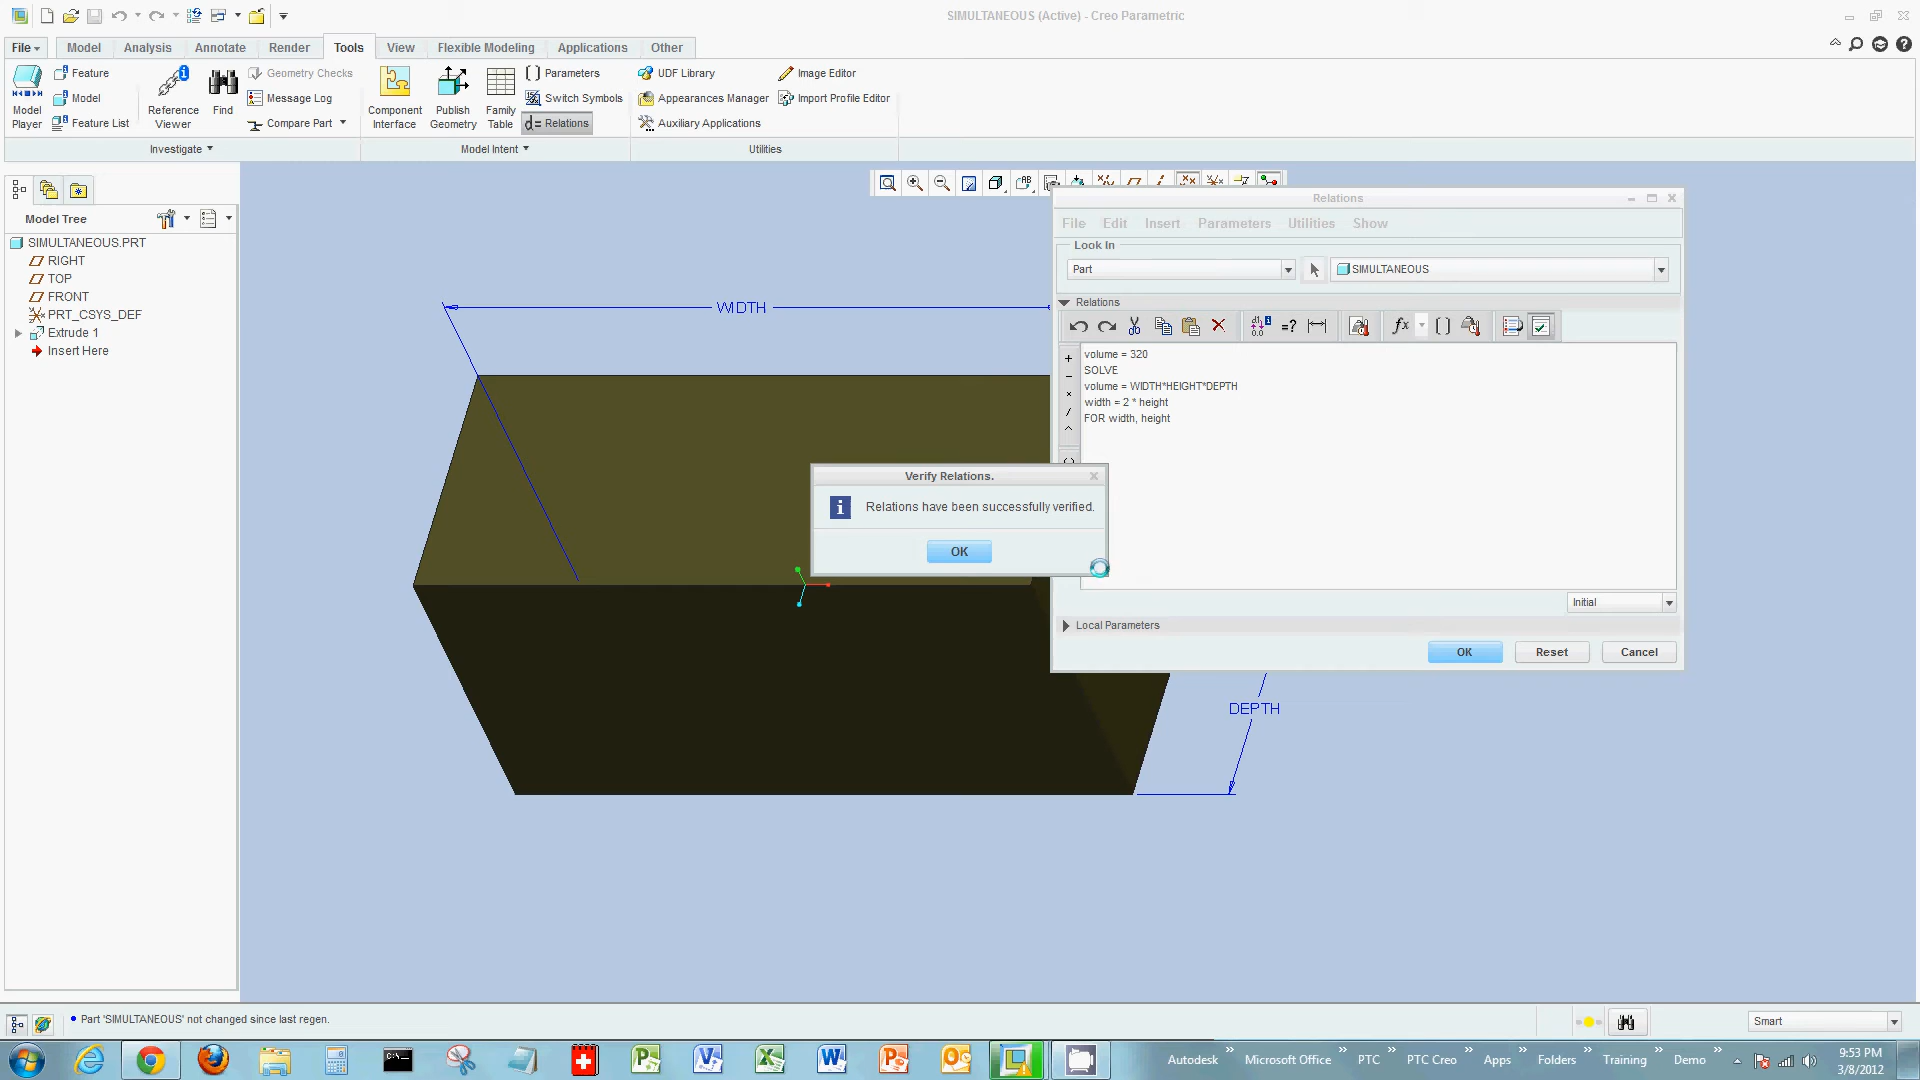 SIMULTANEOUS (Active) - Creo Parametric
File Model Analysis Annotate Render Tools View Flexible Modeling Applications Other
Model Player
Feature
Model
Feature List
Reference Viewer
Find
Geometry Checks
Message Log
Compare Part
Investigate
Component Interface
Publish Geometry
Family Table
Parameters
Switch Symbols
d= Relations
Model Intent
UDF Library
Appearances Manager
Auxiliary Applications
Image Editor
Import Profile Editor
Utilities
Model Tree
SIMULTANEOUS.PRT
RIGHT
TOP
FRONT
PRT_CSYS_DEF
Extrude 1
Insert Here
WIDTH
DEPTH
Relations
File Edit Insert Parameters Utilities Show
Look In
Part
SIMULTANEOUS
Relations
volume = 320
SOLVE
volume = WIDTH*HEIGHT*DEPTH
width = 2 * height
FOR width, height
Initial
Local Parameters
OK Reset Cancel
Verify Relations.
Relations have been successfully verified.
OK
Part 'SIMULTANEOUS' not changed since last regen.
Smart
Autodesk » Microsoft Office » PTC » PTC Creo » Apps » Folders » Training » Demo »
9:53 PM
3/8/2012